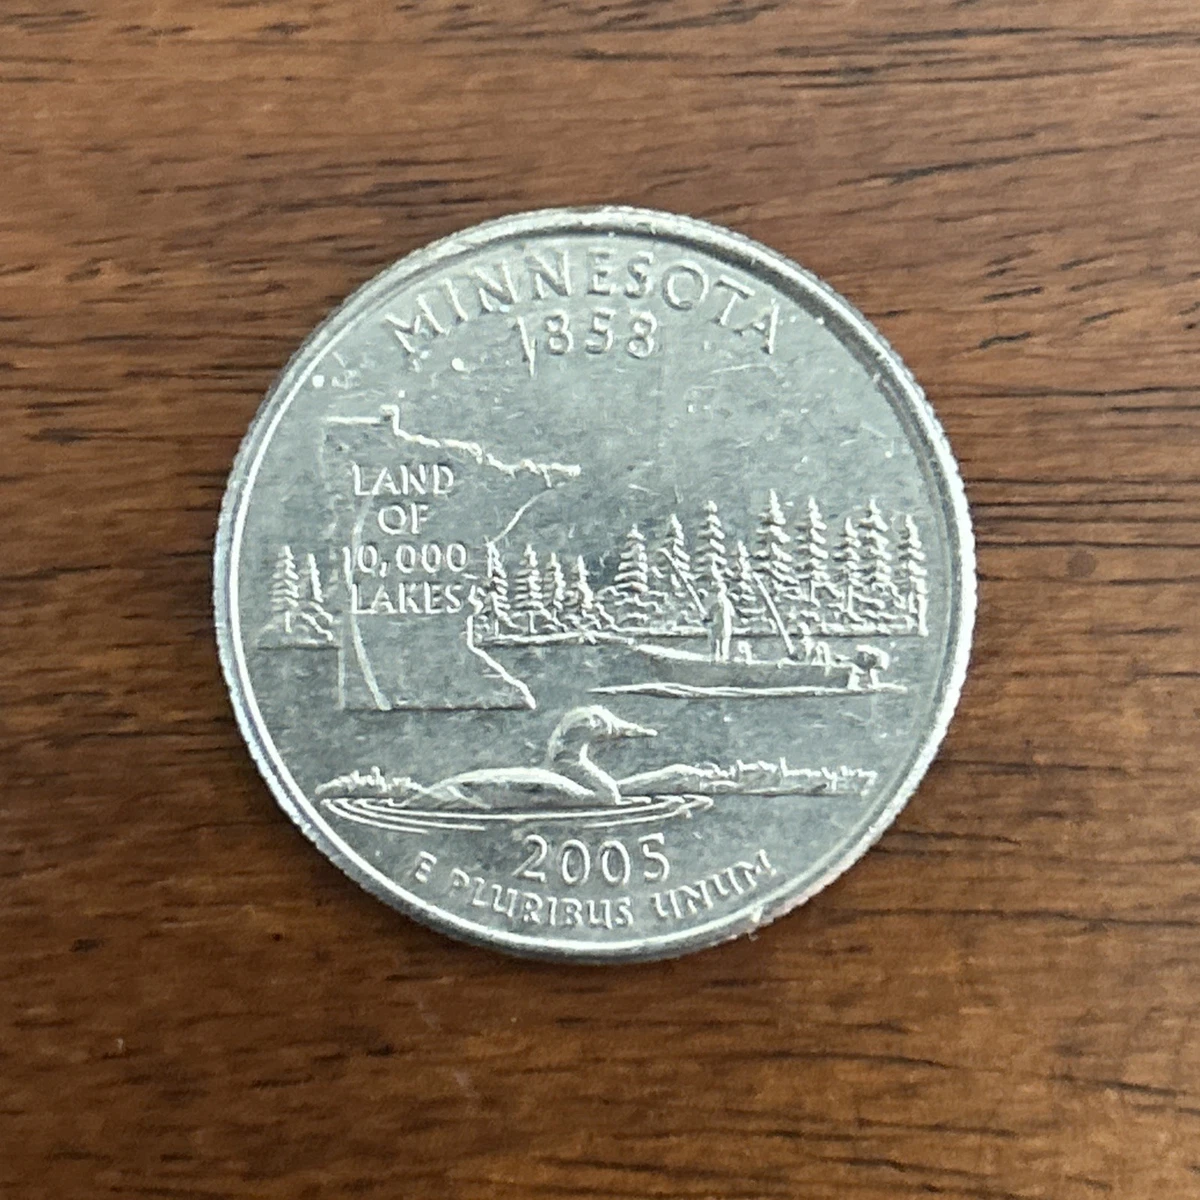 MINNESOTA
1858
LAND
OF
10,000
LAKES
2005
E PLURIBUS UNUM